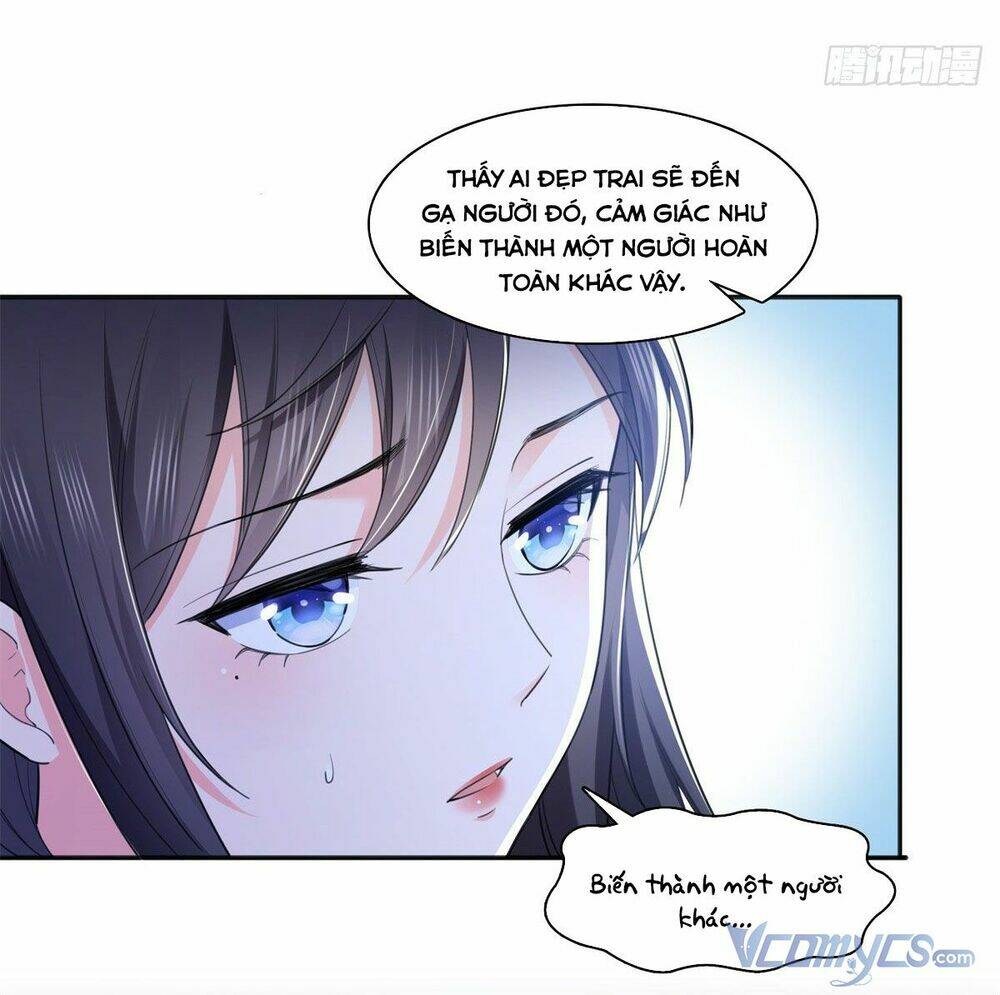 腾讯动漫
THẤY AI ĐẸP TRAI SẼ ĐẾN
GẠ NGƯỜI ĐÓ, CẢM GIÁC NHƯ
BIẾN THÀNH MỘT NGƯỜI HOÀN
TOÀN KHÁC VẬY.
Biến thành một người
khác...
VCOMYCS.com